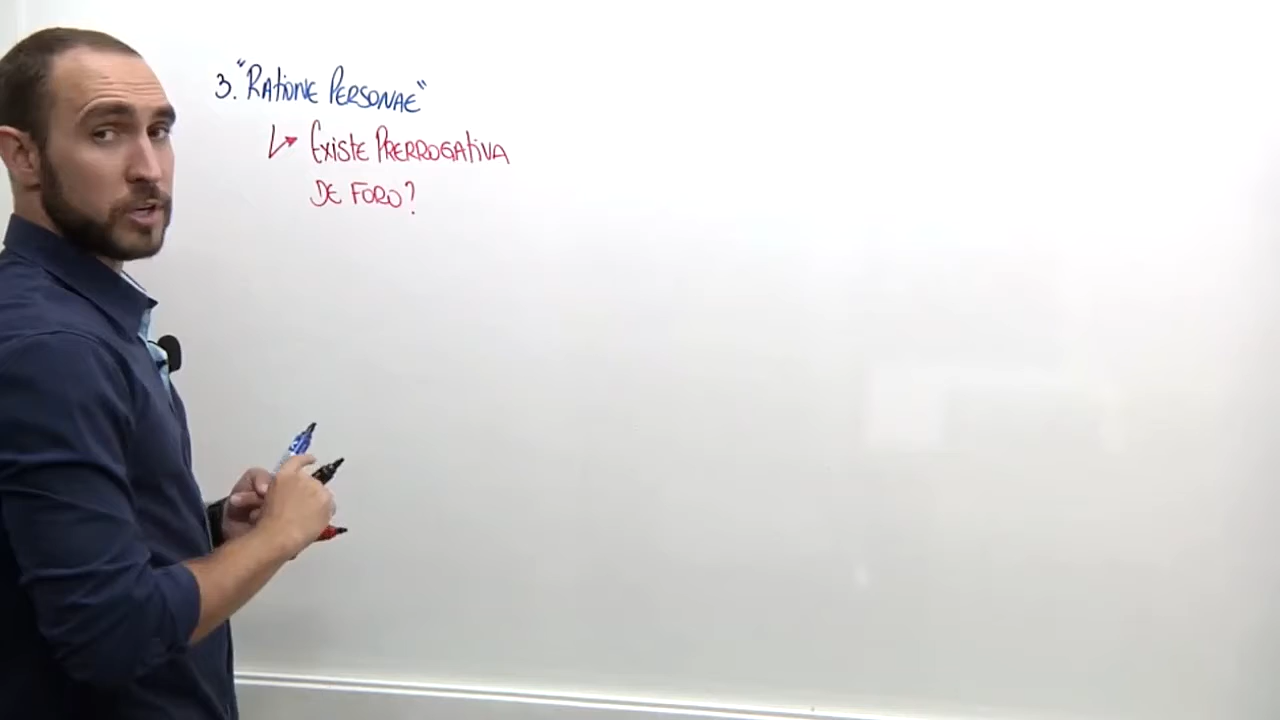 3. "RATIONE PERSONAE"
↳ EXISTE PRERROGATIVA
DE FORO?